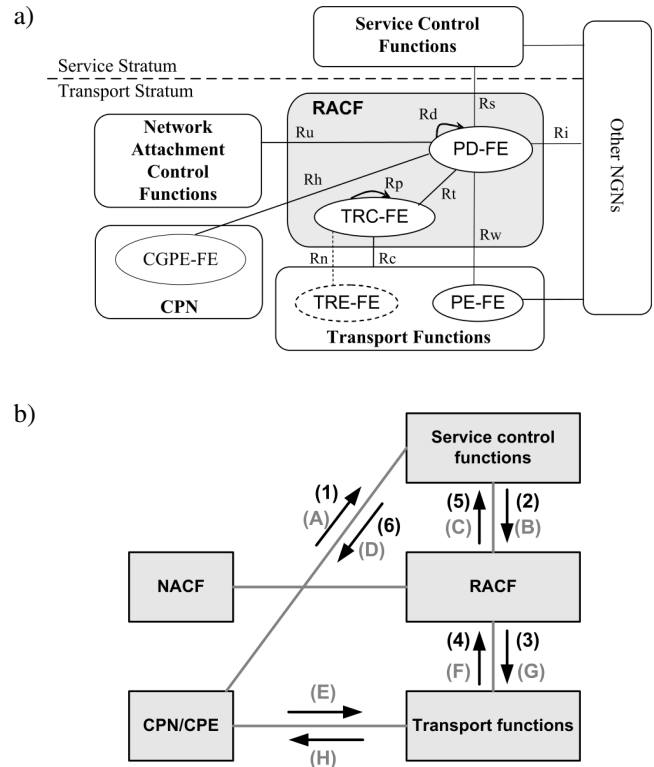 a)
Service Control
Functions
Service Stratum
Transport Stratum
RACF
Rd
Rs
Network
Attachment
Control
Functions
Ru
PD-FE
Ri
Other NGNs
Rh
Rp
Rt
TRC-FE
Rw
CGPE-FE
CPN
Rn
Rc
TRE-FE
PE-FE
Transport Functions
b)
Service control
functions
(1)
(A)
(6)
(D)
(5)
(C)
(2)
(B)
NACF
RACF
(4)
(F)
(3)
(G)
(E)
CPN/CPE
Transport functions
(H)